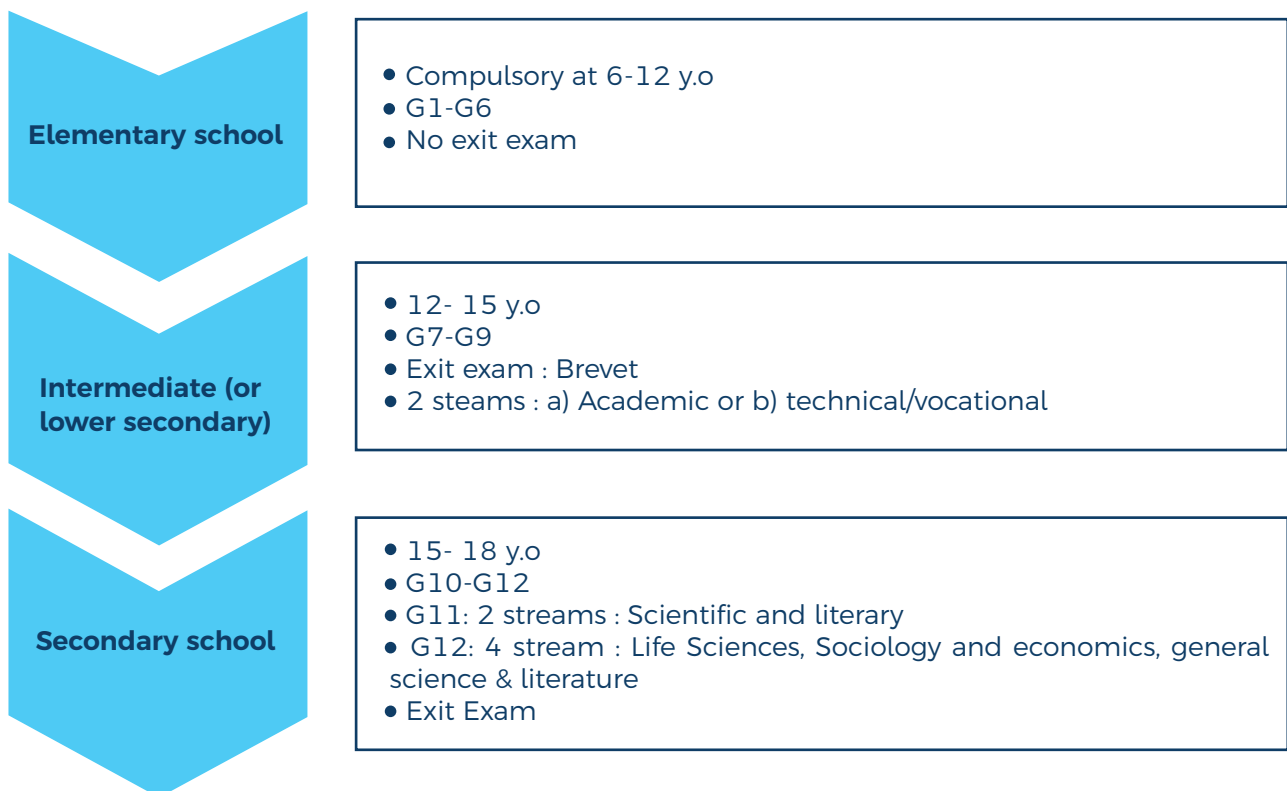 Elementary school
• Compulsory at 6-12 y.o
• G1-G6
• No exit exam
Intermediate (or
lower secondary)
• 12- 15 y.o
• G7-G9
• Exit exam : Brevet
• 2 steams : a) Academic or b) technical/vocational
Secondary school
• 15- 18 y.o
• G10-G12
• G11: 2 streams : Scientific and literary
• G12: 4 stream : Life Sciences, Sociology and economics, general
science & literature
• Exit Exam